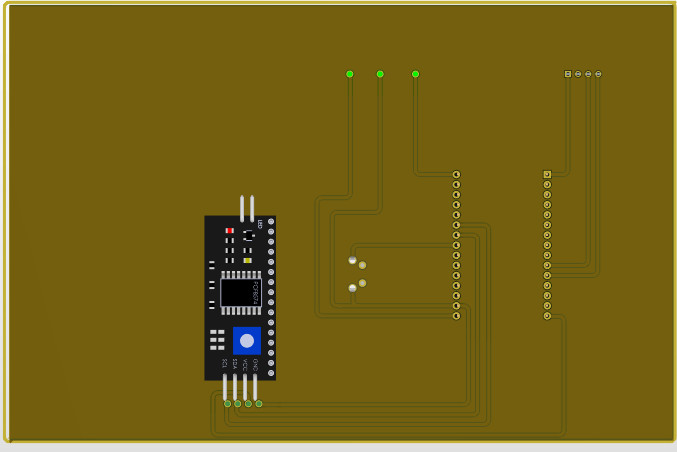 LED
PCF8574
SCL
SDA
VCC
GND